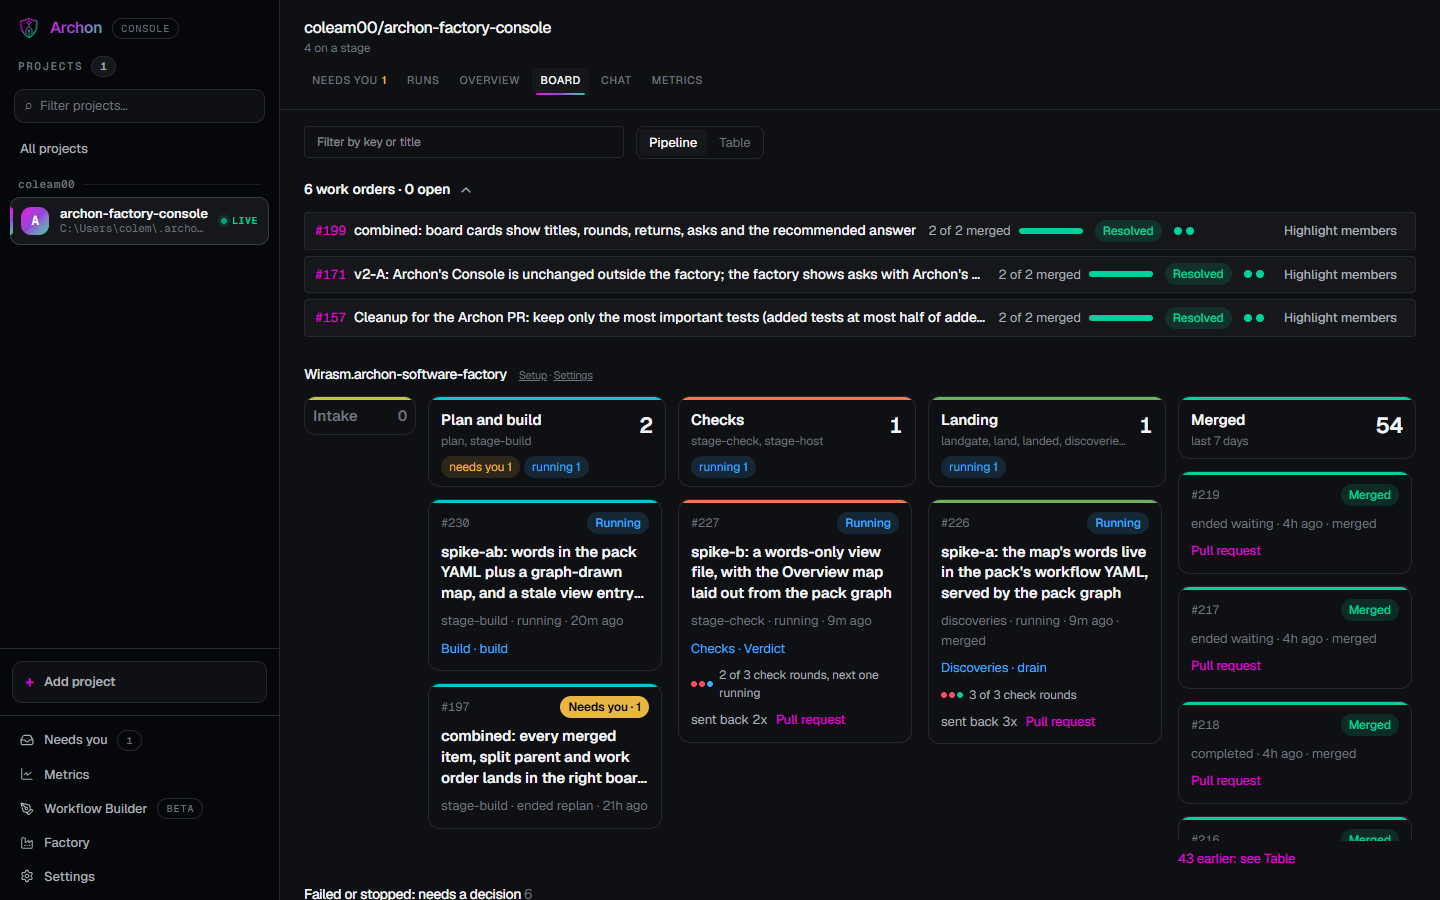 Archon CONSOLE
PROJECTS 1
Filter projects...
All projects
coleam00
A
archon-factory-console
C:\Users\colem\.archo…
LIVE
Add project
Needs you 1
Metrics
Workflow Builder BETA
Factory
Settings
coleam00/archon-factory-console
4 on a stage
NEEDS YOU 1 RUNS OVERVIEW BOARD CHAT METRICS
Filter by key or title
Pipeline Table
6 work orders · 0 open
#199 combined: board cards show titles, rounds, returns, asks and the recommended answer 2 of 2 merged Resolved Highlight members
#171 v2-A: Archon's Console is unchanged outside the factory; the factory shows asks with Archon's … 2 of 2 merged Resolved Highlight members
#157 Cleanup for the Archon PR: keep only the most important tests (added tests at most half of adde… 2 of 2 merged Resolved Highlight members
Wirasm.archon-software-factory Setup · Settings
Intake 0
Plan and build 2
plan, stage-build
needs you 1 running 1
#230 Running
spike-ab: words in the pack
YAML plus a graph-drawn
map, and a stale view entry…
stage-build · running · 20m ago
Build · build
#197 Needs you · 1
combined: every merged
item, split parent and work
order lands in the right boar…
stage-build · ended replan · 21h ago
Checks 1
stage-check, stage-host
running 1
#227 Running
spike-b: a words-only view
file, with the Overview map
laid out from the pack graph
stage-check · running · 9m ago
Checks · Verdict
2 of 3 check rounds, next one
running
sent back 2x Pull request
Landing 1
landgate, land, landed, discoverie…
running 1
#226 Running
spike-a: the map's words live
in the pack's workflow YAML,
served by the pack graph
discoveries · running · 9m ago ·
merged
Discoveries · drain
3 of 3 check rounds
sent back 3x Pull request
Merged 54
last 7 days
#219 Merged
ended waiting · 4h ago · merged
Pull request
#217 Merged
ended waiting · 4h ago · merged
Pull request
#218 Merged
completed · 4h ago · merged
Pull request
#216 Merged
43 earlier: see Table
Failed or stopped: needs a decision 6